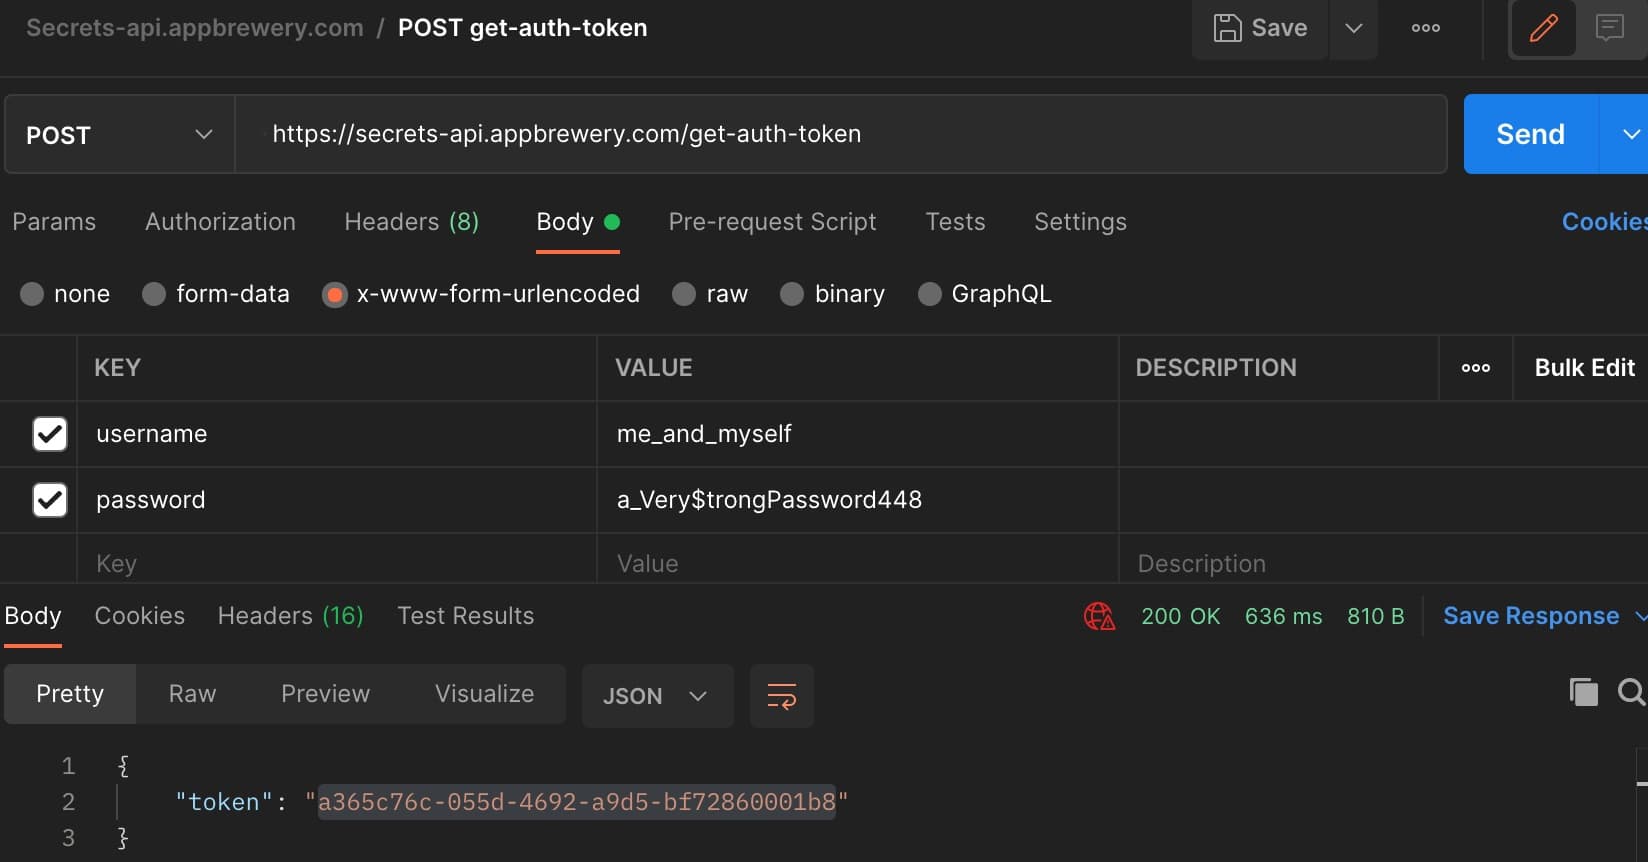 Secrets-api.appbrewery.com / POST get-auth-token Save
POST https://secrets-api.appbrewery.com/get-auth-token Send
Params Authorization Headers (8) Body Pre-request Script Tests Settings Cookies
none form-data x-www-form-urlencoded raw binary GraphQL
KEY VALUE DESCRIPTION Bulk Edit
username me_and_myself
password a_Very$trongPassword448
Key Value Description
Body Cookies Headers (16) Test Results 200 OK 636 ms 810 B Save Response
Pretty Raw Preview Visualize JSON
1 {
2 "token": "a365c76c-055d-4692-a9d5-bf72860001b8"
3 }